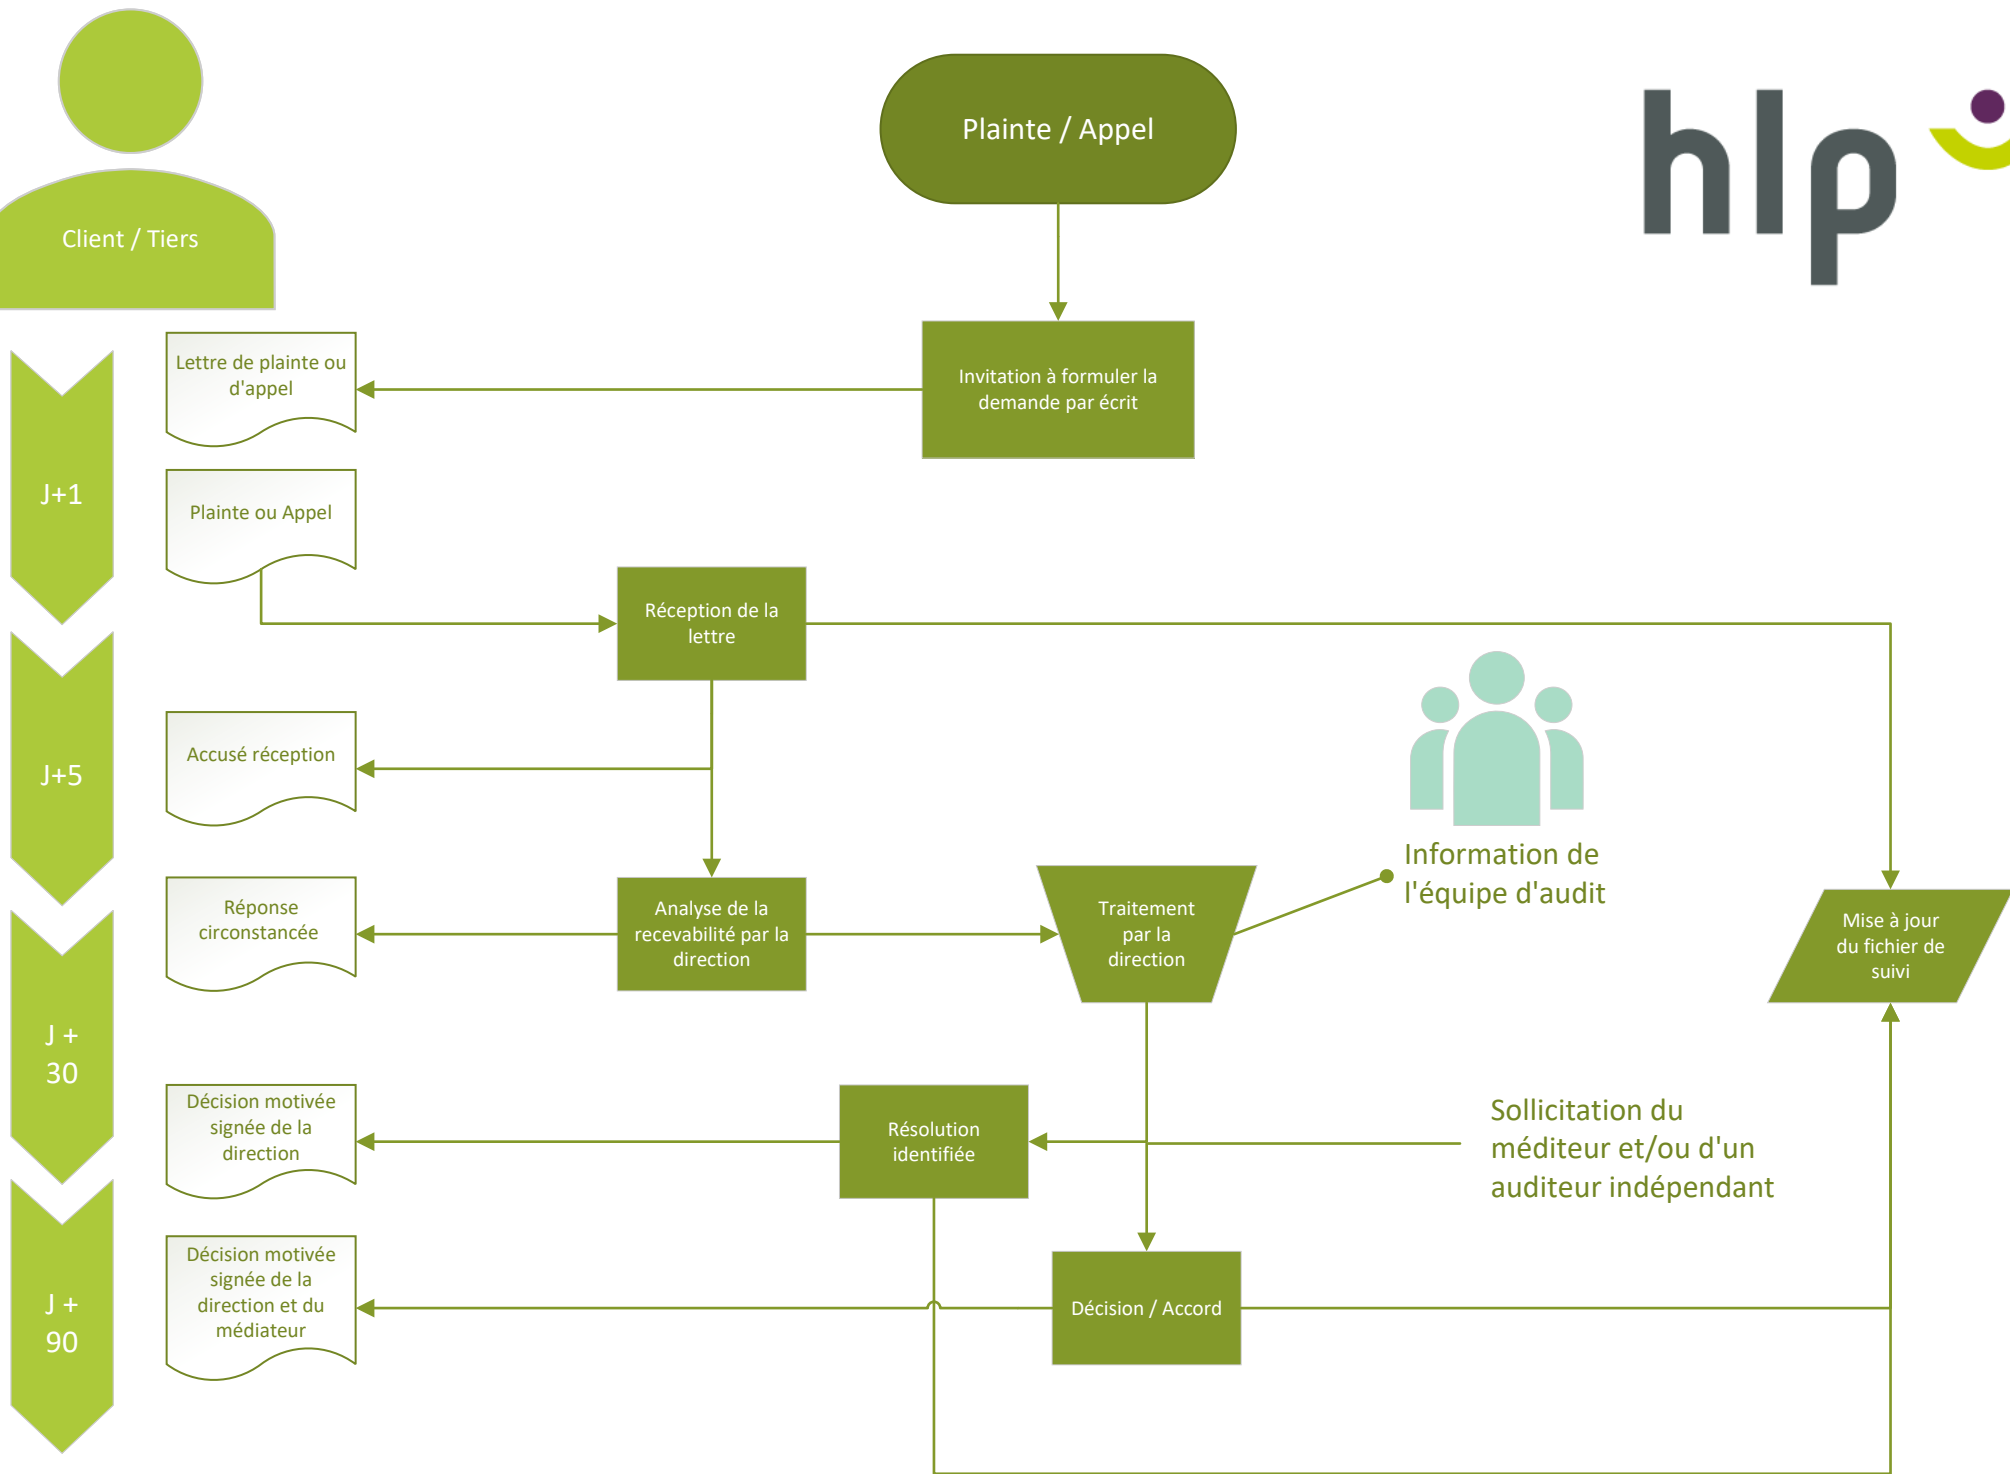 Plainte / Appel
hlp
Client / Tiers
Lettre de plainte ou
d'appel
Invitation à formuler la
demande par écrit
J+1
Plainte ou Appel
Réception de la
lettre
J+5
Accusé réception
Information de
l'équipe d'audit
Réponse
circonstancée
Analyse de la
recevabilité par la
direction
Traitement
par la
direction
Mise à jour
du fichier de
suivi
J +
30
Décision motivée
signée de la
direction
Résolution
identifiée
Sollicitation du
méditeur et/ou d'un
auditeur indépendant
J +
90
Décision motivée
signée de la
direction et du
médiateur
Décision / Accord